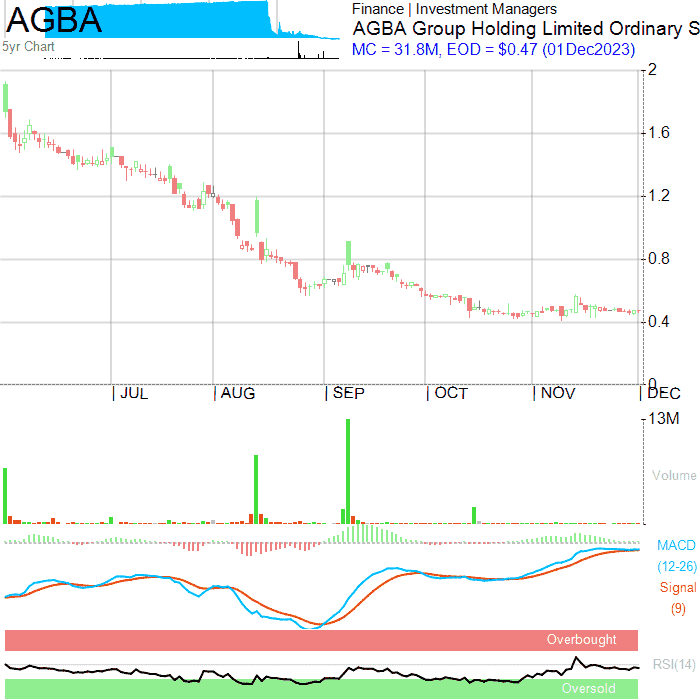 AGBA
5yr Chart
Finance | Investment Managers
AGBA Group Holding Limited Ordinary S
MC = 31.8M, EOD = $0.47 (01Dec2023)
2
1.6
1.2
0.8
0.4
0
| JUL | AUG | SEP | OCT | NOV | DEC
13M
Volume
MACD
(12-26)
Signal
(9)
Overbought
RSI(14)
Oversold